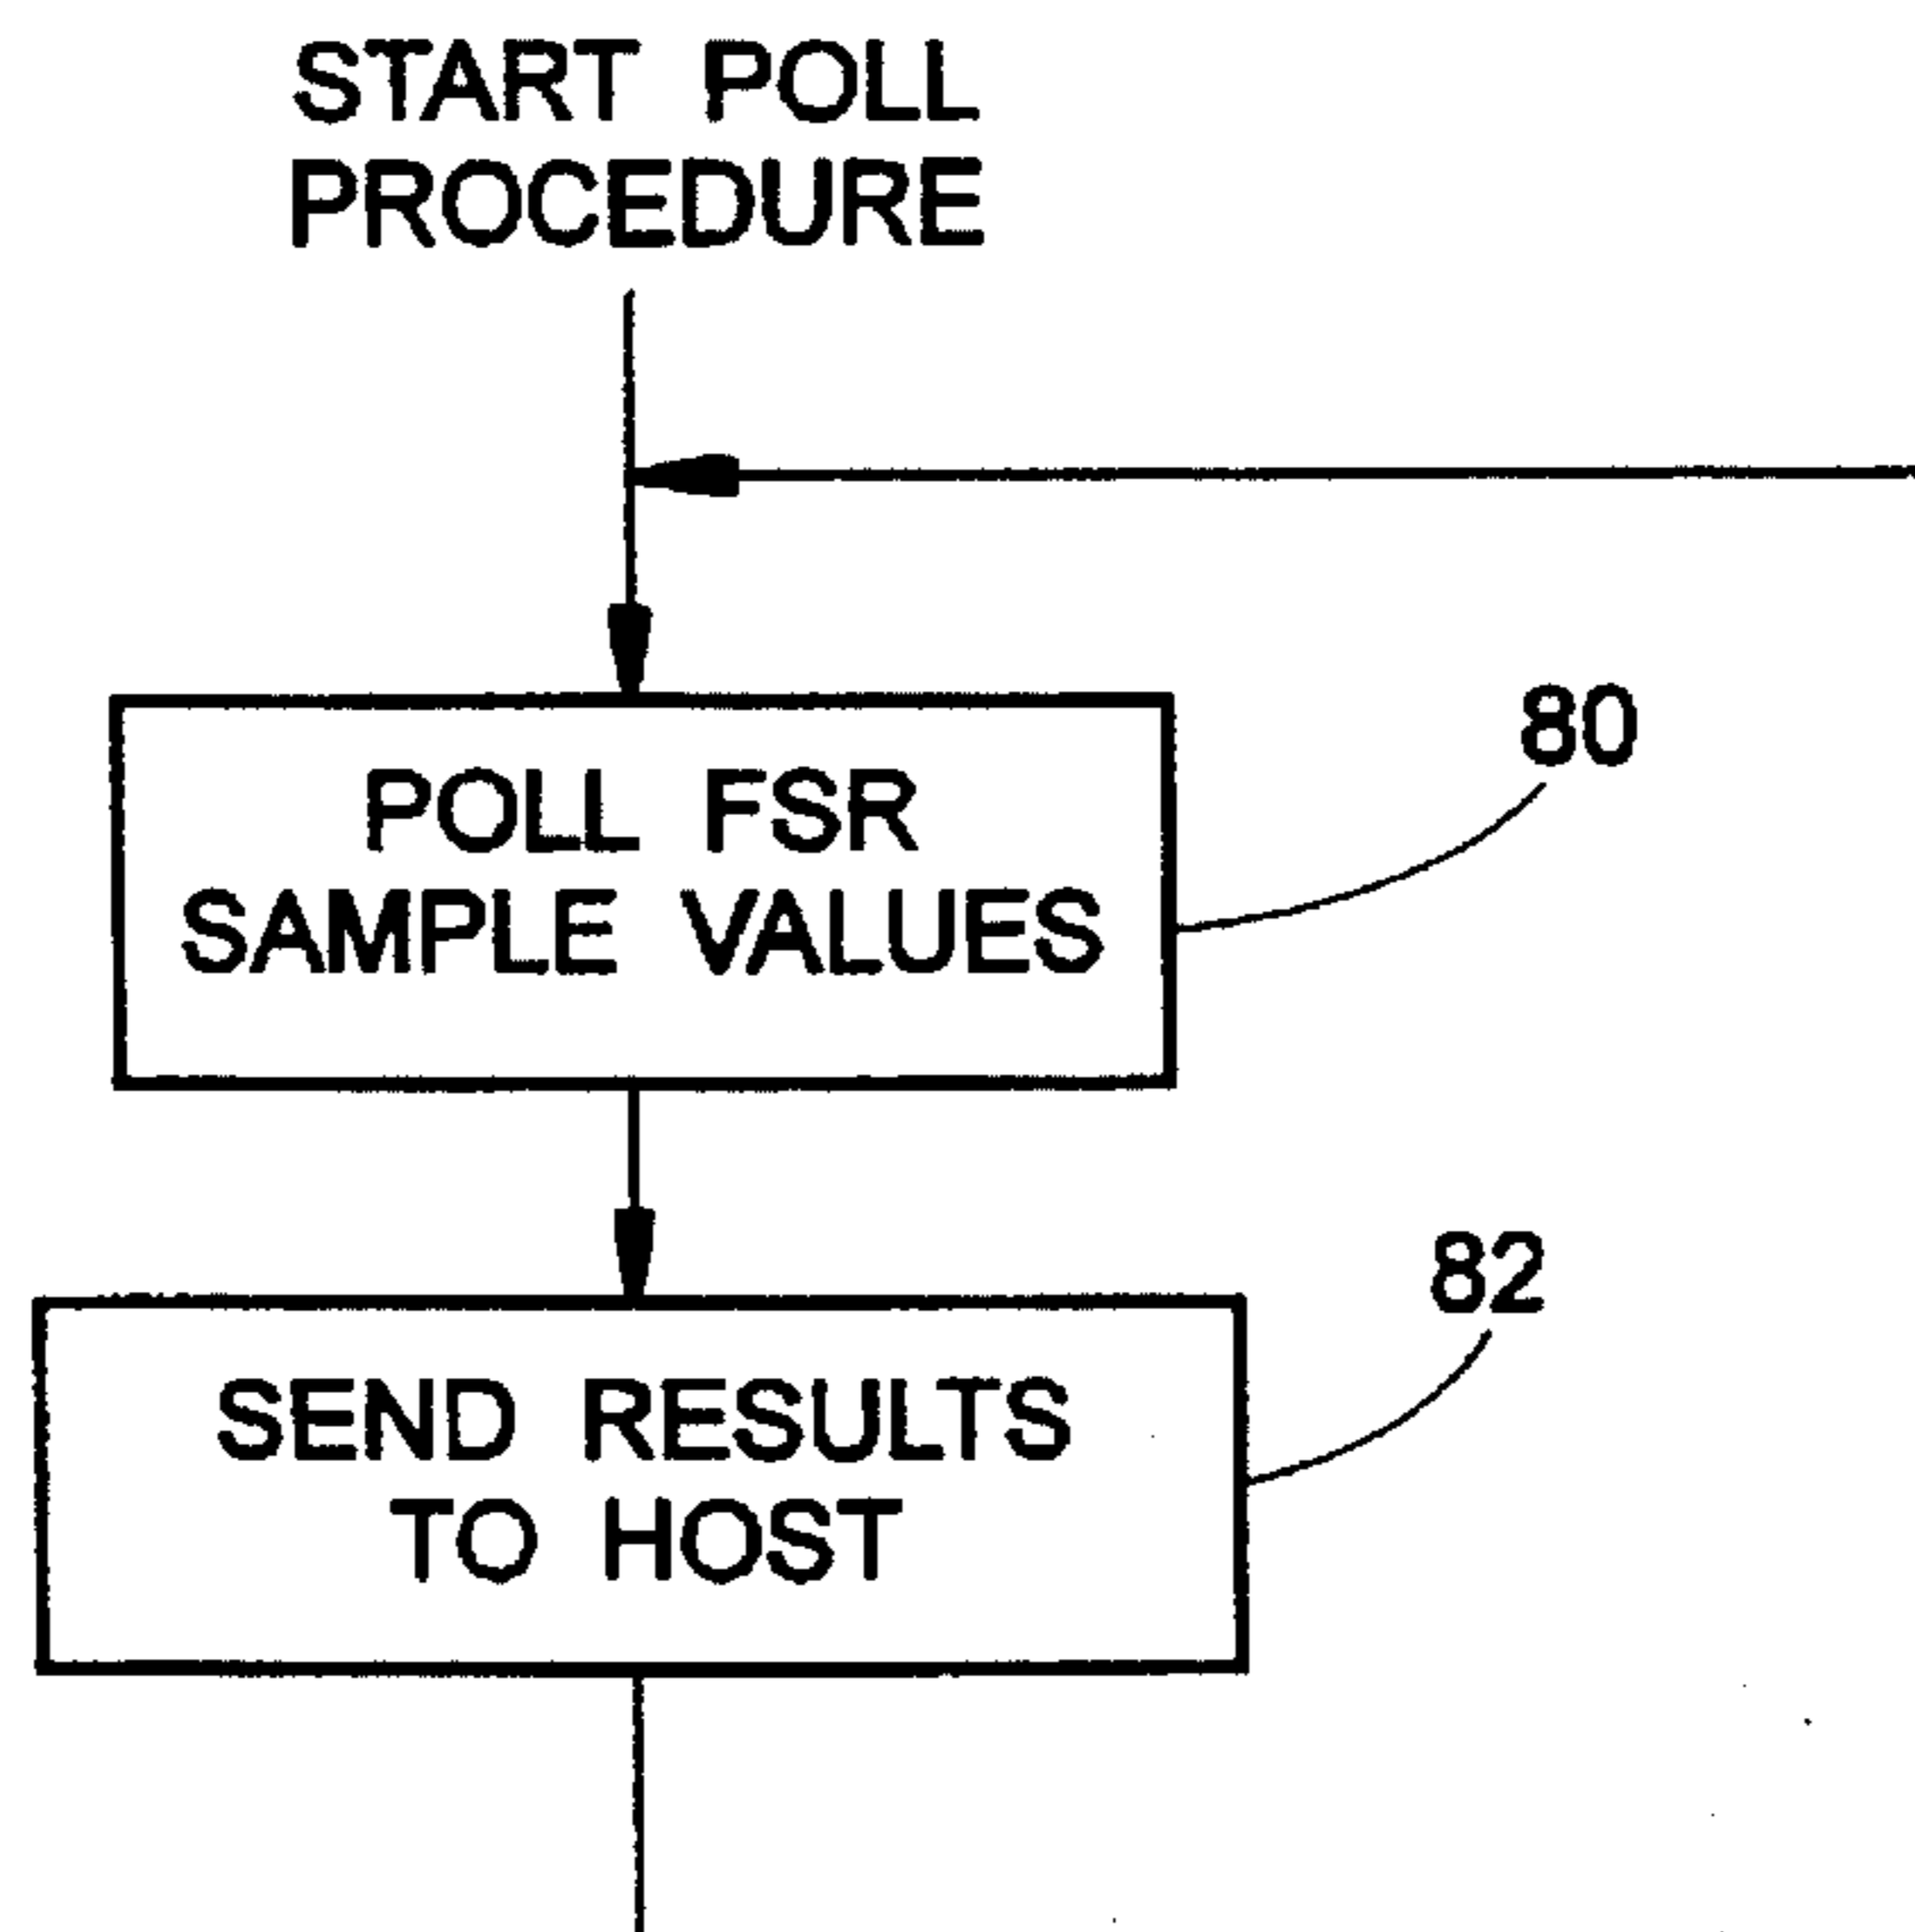 START POLL
PROCEDURE
80
POLL FSR
SAMPLE VALUES
82
SEND RESULTS
TO HOST